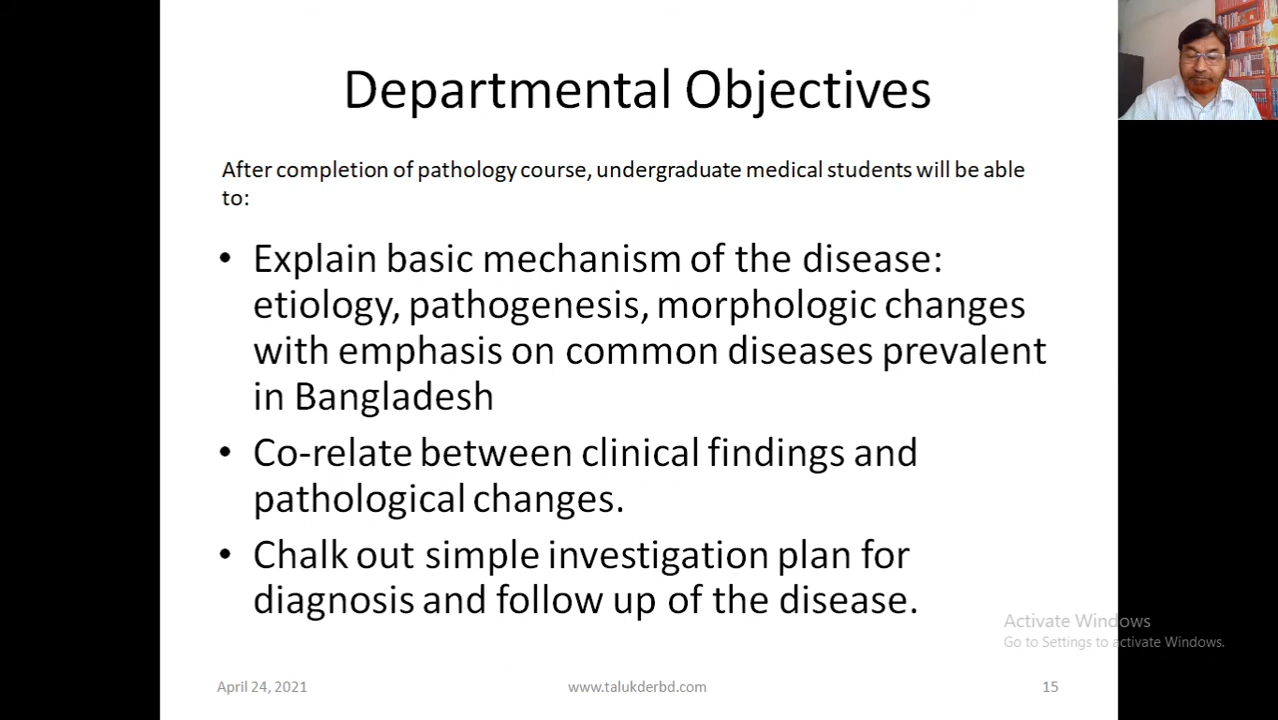 Departmental Objectives
After completion of pathology course, undergraduate medical students will be able
to:
• Explain basic mechanism of the disease:
etiology, pathogenesis, morphologic changes
with emphasis on common diseases prevalent
in Bangladesh
• Co-relate between clinical findings and
pathological changes.
• Chalk out simple investigation plan for
diagnosis and follow up of the disease.
Activate Windows
Go to Settings to activate Windows.
April 24, 2021
www.talukderbd.com
15